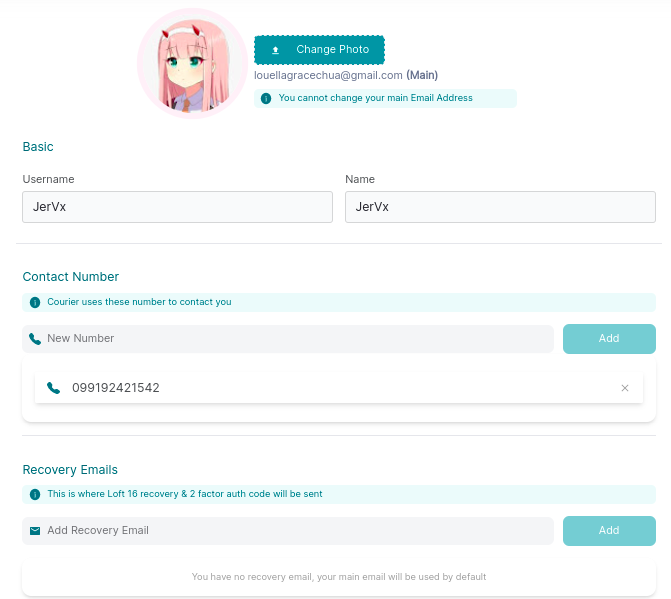 Change Photo
louellagracechua@gmail.com (Main)
You cannot change your main Email Address
Basic
Username
Name
JerVx
JerVx
Contact Number
Courier uses these number to contact you
New Number
Add
099192421542
Recovery Emails
This is where Loft 16 recovery & 2 factor auth code will be sent
Add Recovery Email
Add
You have no recovery email, your main email will be used by default